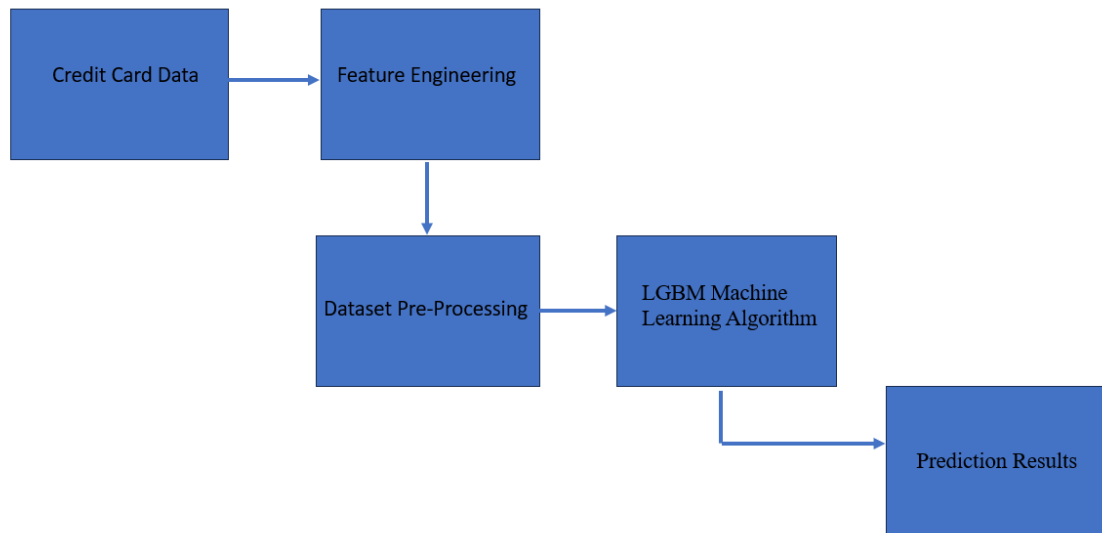 Credit Card Data
Feature Engineering
Dataset Pre-Processing
LGBM Machine
Learning Algorithm
Prediction Results